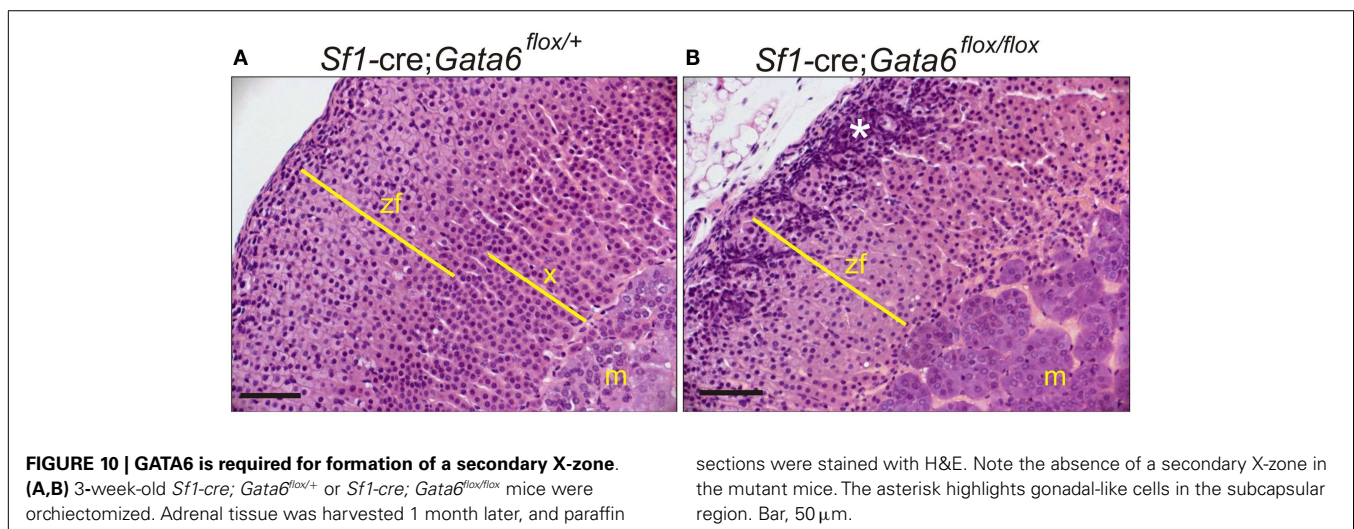 A
Sf1-cre;Gata6flox/+
B
Sf1-cre;Gata6flox/flox
zf
x
m
*
zf
m
FIGURE 10 | GATA6 is required for formation of a secondary X-zone.
(A,B) 3-week-old Sf1-cre; Gata6flox/+ or Sf1-cre; Gata6flox/flox mice were
orchiectomized. Adrenal tissue was harvested 1 month later, and paraffin
sections were stained with H&E. Note the absence of a secondary X-zone in
the mutant mice. The asterisk highlights gonadal-like cells in the subcapsular
region. Bar, 50 μm.